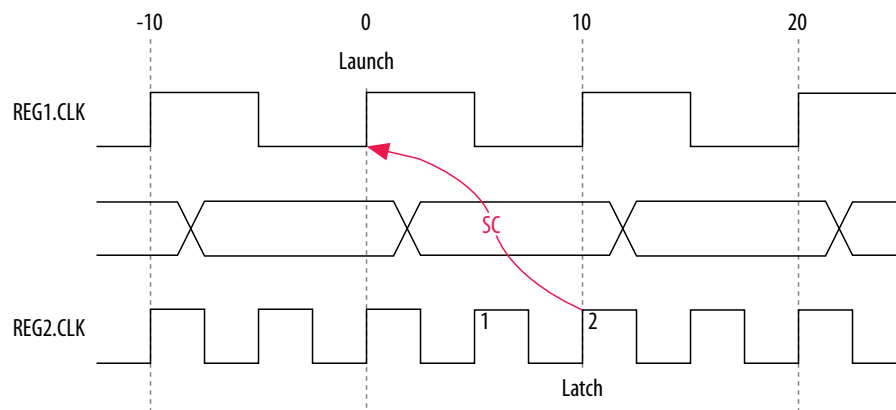 -10 0 10 20
Launch
REG1.CLK
SC
REG2.CLK
1 2
Latch